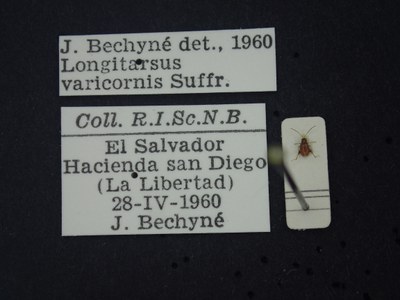 J. Bechyné det., 1960
Longitarsus
varicornis Suffr.
Coll. R.I.Sc.N.B.
El Salvador
Hacienda san Diego
(La Libertad)
28-IV-1960
J. Bechyné